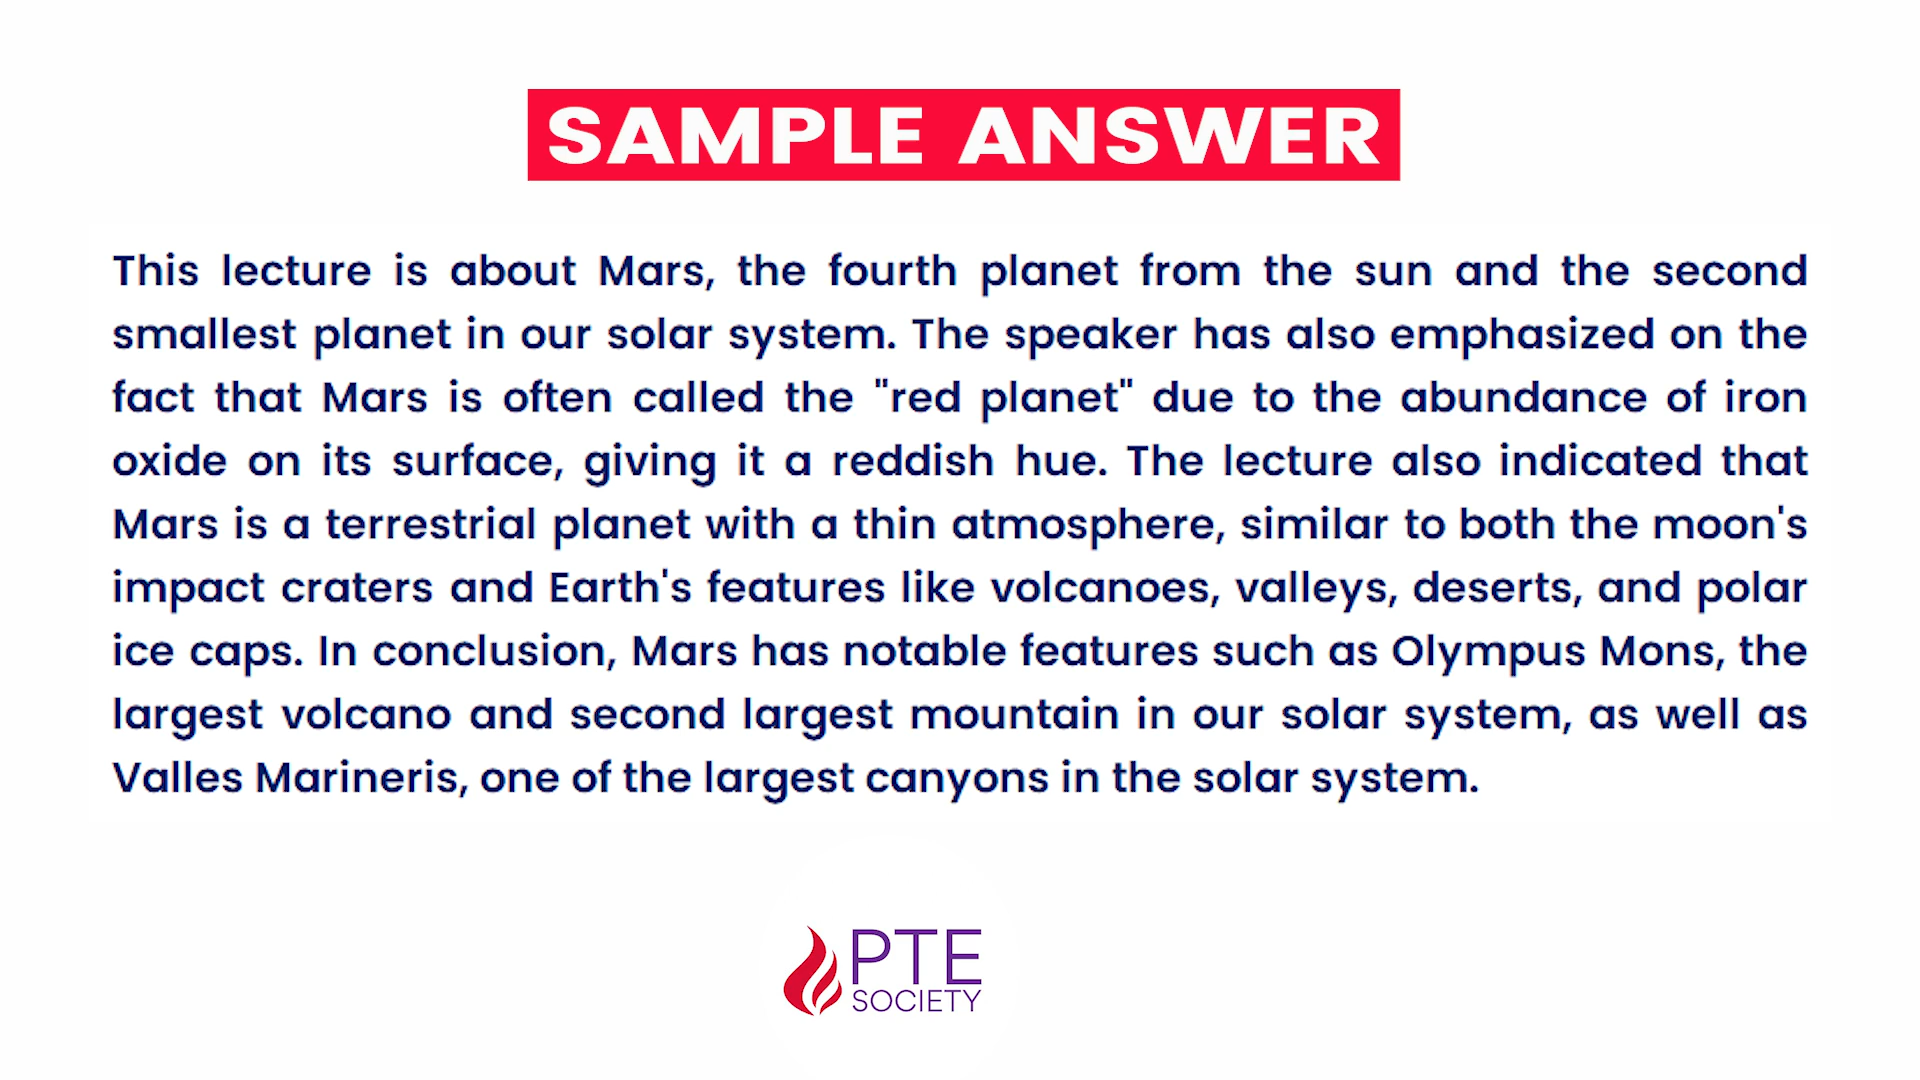 SAMPLE ANSWER
This lecture is about Mars, the fourth planet from the sun and the second
smallest planet in our solar system. The speaker has also emphasized on the
fact that Mars is often called the "red planet" due to the abundance of iron
oxide on its surface, giving it a reddish hue. The lecture also indicated that
Mars is a terrestrial planet with a thin atmosphere, similar to both the moon's
impact craters and Earth's features like volcanoes, valleys, deserts, and polar
ice caps. In conclusion, Mars has notable features such as Olympus Mons, the
largest volcano and second largest mountain in our solar system, as well as
Valles Marineris, one of the largest canyons in the solar system.
PTE
SOCIETY